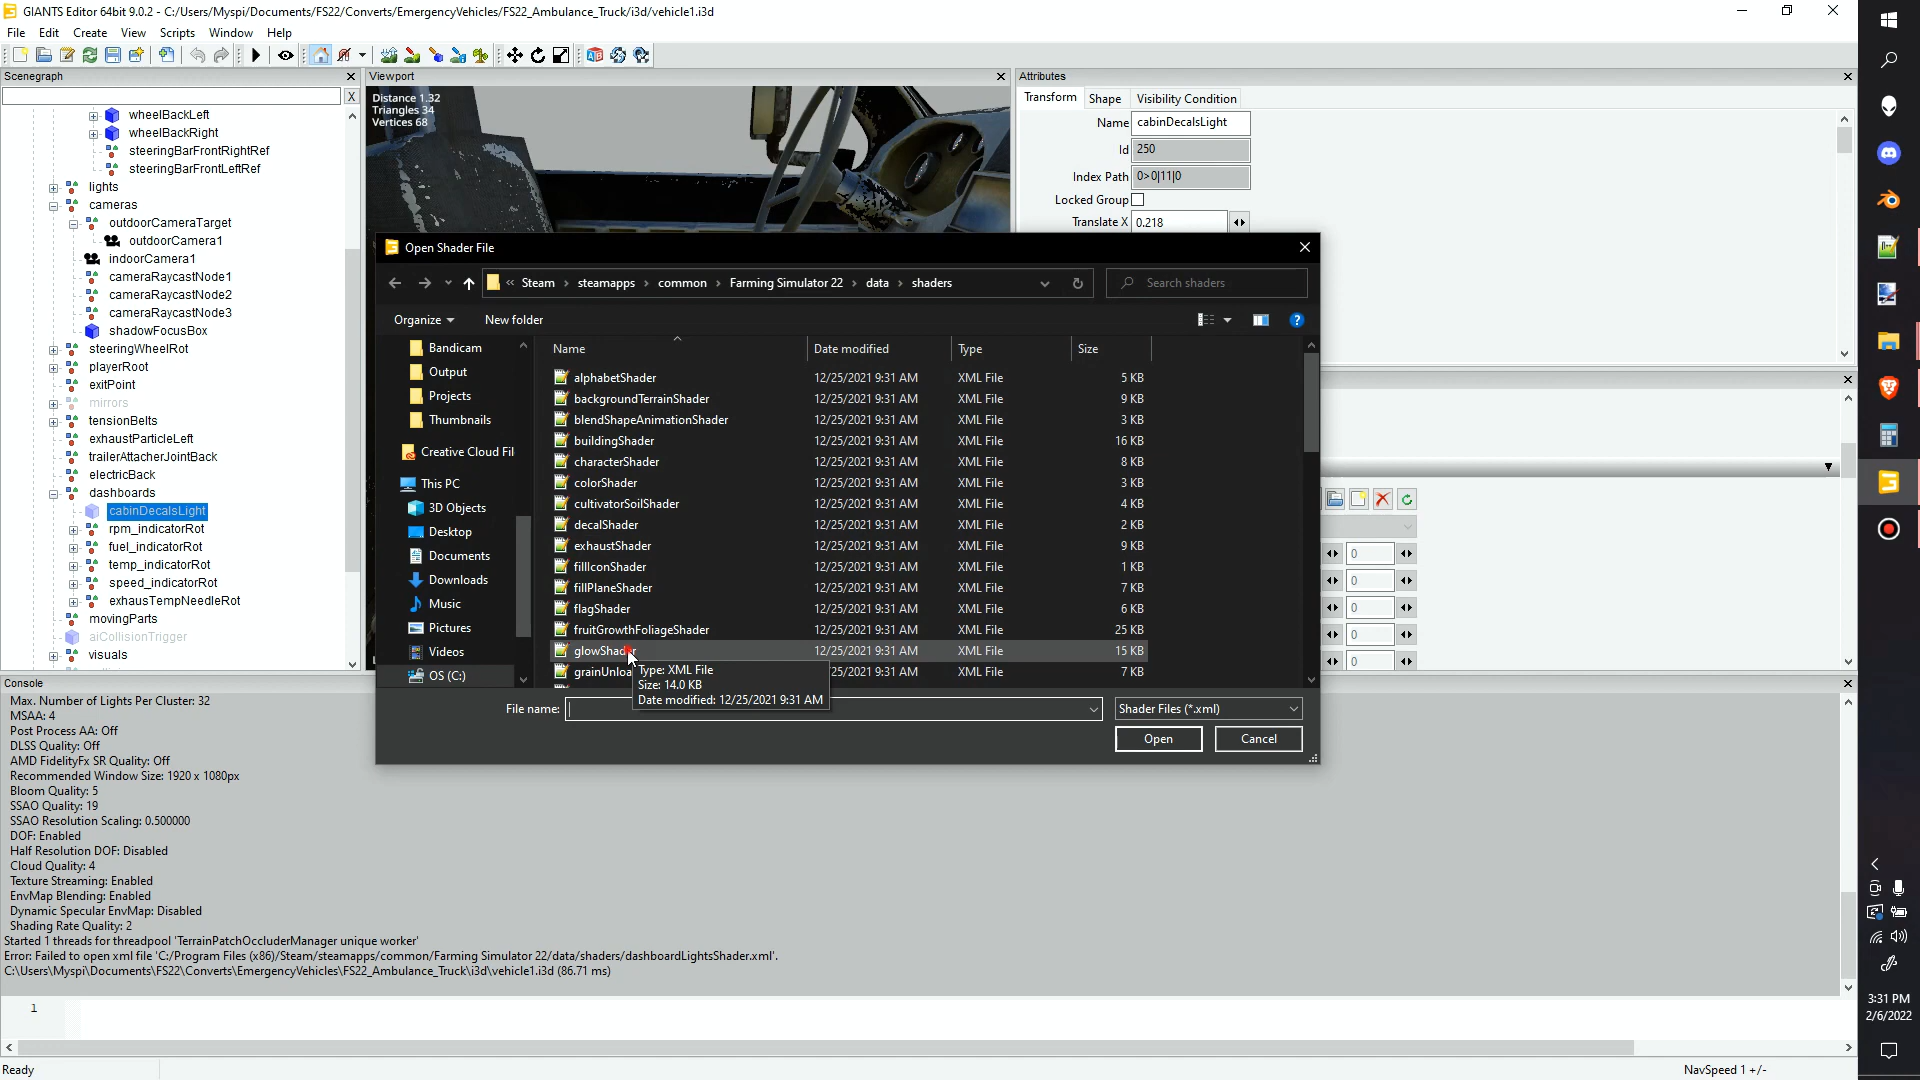 GIANTS Editor 64bit 9.0.2 - C:/Users/Myspi/Documents/FS22/Converts/EmergencyVehicles/FS22_Ambulance_Truck/i3d/vehicle1.i3d
File Edit Create View Scripts Window Help
Scenegraph
X
wheelBackLeft
wheelBackRight
steeringBarFrontRightRef
steeringBarFrontLeftRef
lights
cameras
outdoorCameraTarget
outdoorCamera1
indoorCamera1
cameraRaycastNode1
cameraRaycastNode2
cameraRaycastNode3
shadowFocusBox
steeringWheelRot
playerRoot
exitPoint
mirrors
tensionBelts
exhaustParticleLeft
trailerAttacherJointBack
electricBack
dashboards
cabinDecalsLight
rpm_indicatorRot
fuel_indicatorRot
temp_indicatorRot
speed_indicatorRot
exhausTempNeedleRot
movingParts
aiCollisionTrigger
visuals
Viewport
Distance 1.32
Triangles 34
Vertices 68
Attributes
Transform Shape Visibility Condition
Name cabinDecalsLight
Id 250
Index Path 0>0|11|0
Locked Group
Translate X 0.218
0
0
0
0
0
Open Shader File
« Steam > steamapps > common > Farming Simulator 22 > data > shaders
Search shaders
Organize New folder
Bandicam
Output
Projects
Thumbnails
Creative Cloud Fil
This PC
3D Objects
Desktop
Documents
Downloads
Music
Pictures
Videos
OS (C:)
Name Date modified Type Size
alphabetShader 12/25/2021 9:31 AM XML File 5 KB
backgroundTerrainShader 12/25/2021 9:31 AM XML File 9 KB
blendShapeAnimationShader 12/25/2021 9:31 AM XML File 3 KB
buildingShader 12/25/2021 9:31 AM XML File 16 KB
characterShader 12/25/2021 9:31 AM XML File 8 KB
colorShader 12/25/2021 9:31 AM XML File 3 KB
cultivatorSoilShader 12/25/2021 9:31 AM XML File 4 KB
decalShader 12/25/2021 9:31 AM XML File 2 KB
exhaustShader 12/25/2021 9:31 AM XML File 9 KB
fillIconShader 12/25/2021 9:31 AM XML File 1 KB
fillPlaneShader 12/25/2021 9:31 AM XML File 7 KB
flagShader 12/25/2021 9:31 AM XML File 6 KB
fruitGrowthFoliageShader 12/25/2021 9:31 AM XML File 25 KB
glowShader 12/25/2021 9:31 AM XML File 15 KB
grainUnloa 25/2021 9:31 AM XML File 7 KB
Type: XML File
Size: 14.0 KB
Date modified: 12/25/2021 9:31 AM
File name:
Shader Files (*.xml)
Open Cancel
Console
Max. Number of Lights Per Cluster: 32
MSAA: 4
Post Process AA: Off
DLSS Quality: Off
AMD FidelityFx SR Quality: Off
Recommended Window Size: 1920 x 1080px
Bloom Quality: 5
SSAO Quality: 19
SSAO Resolution Scaling: 0.500000
DOF: Enabled
Half Resolution DOF: Disabled
Cloud Quality: 4
Texture Streaming: Enabled
EnvMap Blending: Enabled
Dynamic Specular EnvMap: Disabled
Shading Rate Quality: 2
Started 1 threads for threadpool 'TerrainPatchOccluderManager unique worker'
Error: Failed to open xml file 'C:/Program Files (x86)/Steam/steamapps/common/Farming Simulator 22/data/shaders/dashboardLightsShader.xml'.
C:\Users\Myspi\Documents\FS22\Converts\EmergencyVehicles\FS22_Ambulance_Truck\i3d\vehicle1.i3d (86.71 ms)
1
Ready
NavSpeed 1 +/-
3:31 PM
2/6/2022